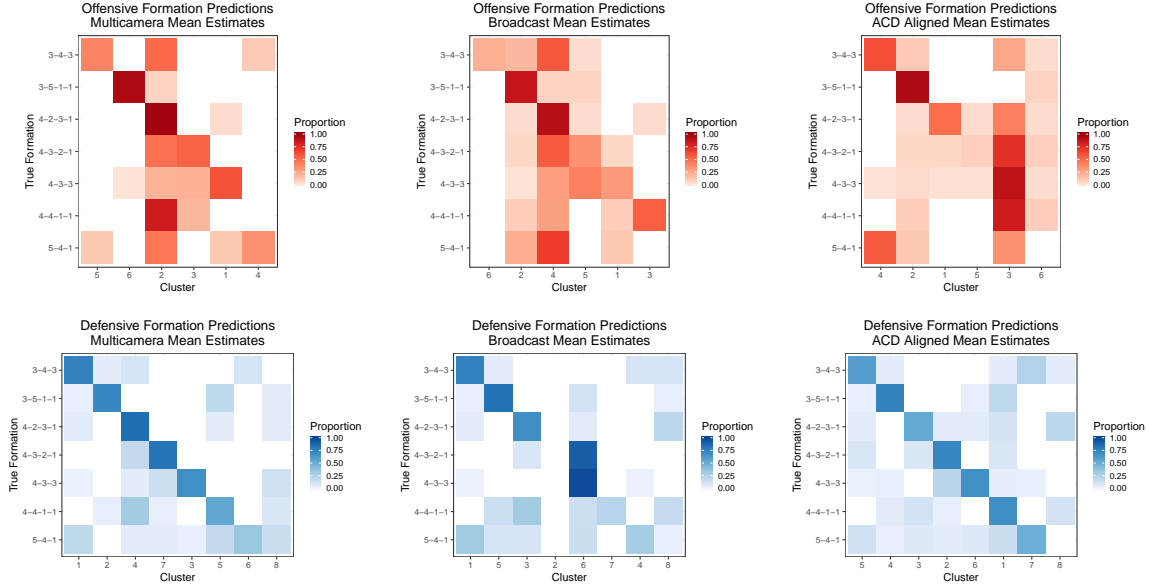 Offensive Formation Predictions
Multicamera Mean Estimates
True Formation
3−4−3
3−5−1−1
4−2−3−1
4−3−2−1
4−3−3
4−4−1−1
5−4−1
5 6 2 3 1 4
Cluster
Proportion
1.00
0.75
0.50
0.25
0.00
Offensive Formation Predictions
Broadcast Mean Estimates
True Formation
3−4−3
3−5−1−1
4−2−3−1
4−3−2−1
4−3−3
4−4−1−1
5−4−1
6 2 4 5 1 3
Cluster
Proportion
1.00
0.75
0.50
0.25
0.00
Offensive Formation Predictions
ACD Aligned Mean Estimates
True Formation
3−4−3
3−5−1−1
4−2−3−1
4−3−2−1
4−3−3
4−4−1−1
5−4−1
4 2 1 5 3 6
Cluster
Proportion
1.00
0.75
0.50
0.25
0.00
Defensive Formation Predictions
Multicamera Mean Estimates
True Formation
3−4−3
3−5−1−1
4−2−3−1
4−3−2−1
4−3−3
4−4−1−1
5−4−1
1 2 4 7 3 5 6 8
Cluster
Proportion
1.00
0.75
0.50
0.25
0.00
Defensive Formation Predictions
Broadcast Mean Estimates
True Formation
3−4−3
3−5−1−1
4−2−3−1
4−3−2−1
4−3−3
4−4−1−1
5−4−1
1 5 3 2 6 7 4 8
Cluster
Proportion
1.00
0.75
0.50
0.25
0.00
Defensive Formation Predictions
ACD Aligned Mean Estimates
True Formation
3−4−3
3−5−1−1
4−2−3−1
4−3−2−1
4−3−3
4−4−1−1
5−4−1
5 4 3 2 6 1 7 8
Cluster
Proportion
1.00
0.75
0.50
0.25
0.00